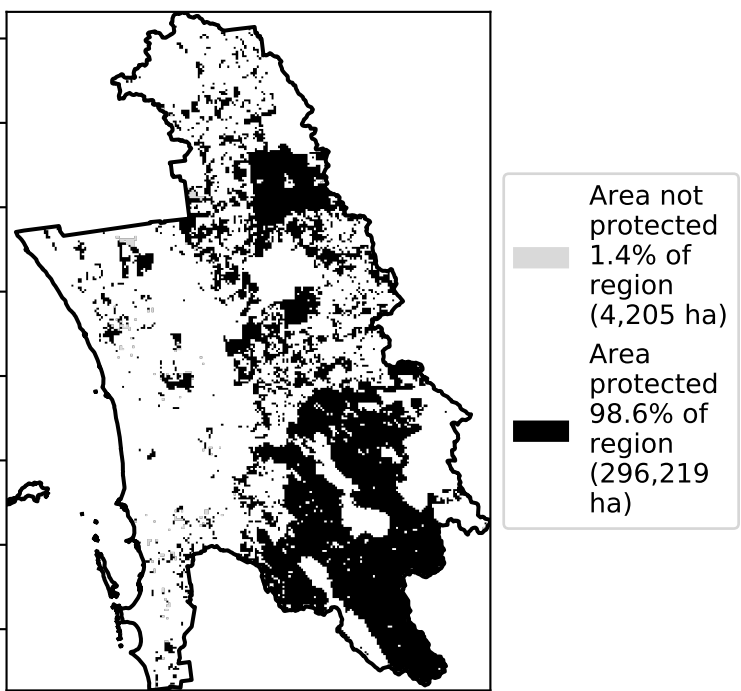 Area not
protected
1.4% of
region
(4,205 ha)
Area
protected
98.6% of
region
(296,219
ha)